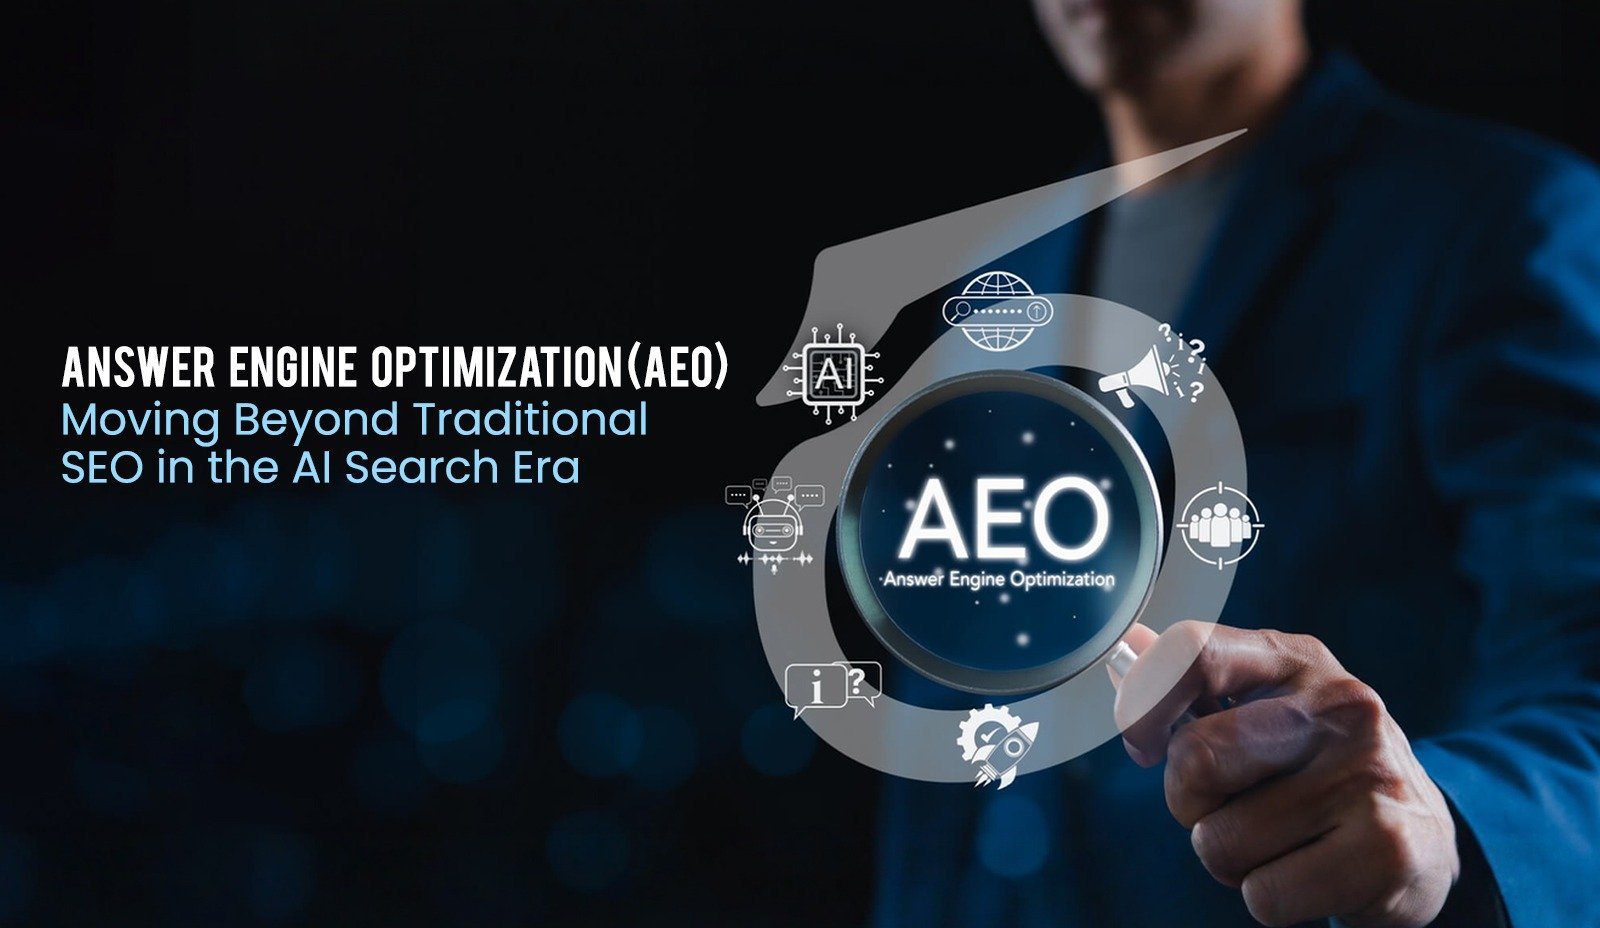 ANSWER ENGINE OPTIMIZATION(AEO)
Moving Beyond Traditional
SEO in the AI Search Era
AI
AEO
Answer Engine Optimization
? i ?
i
i ?
i ?